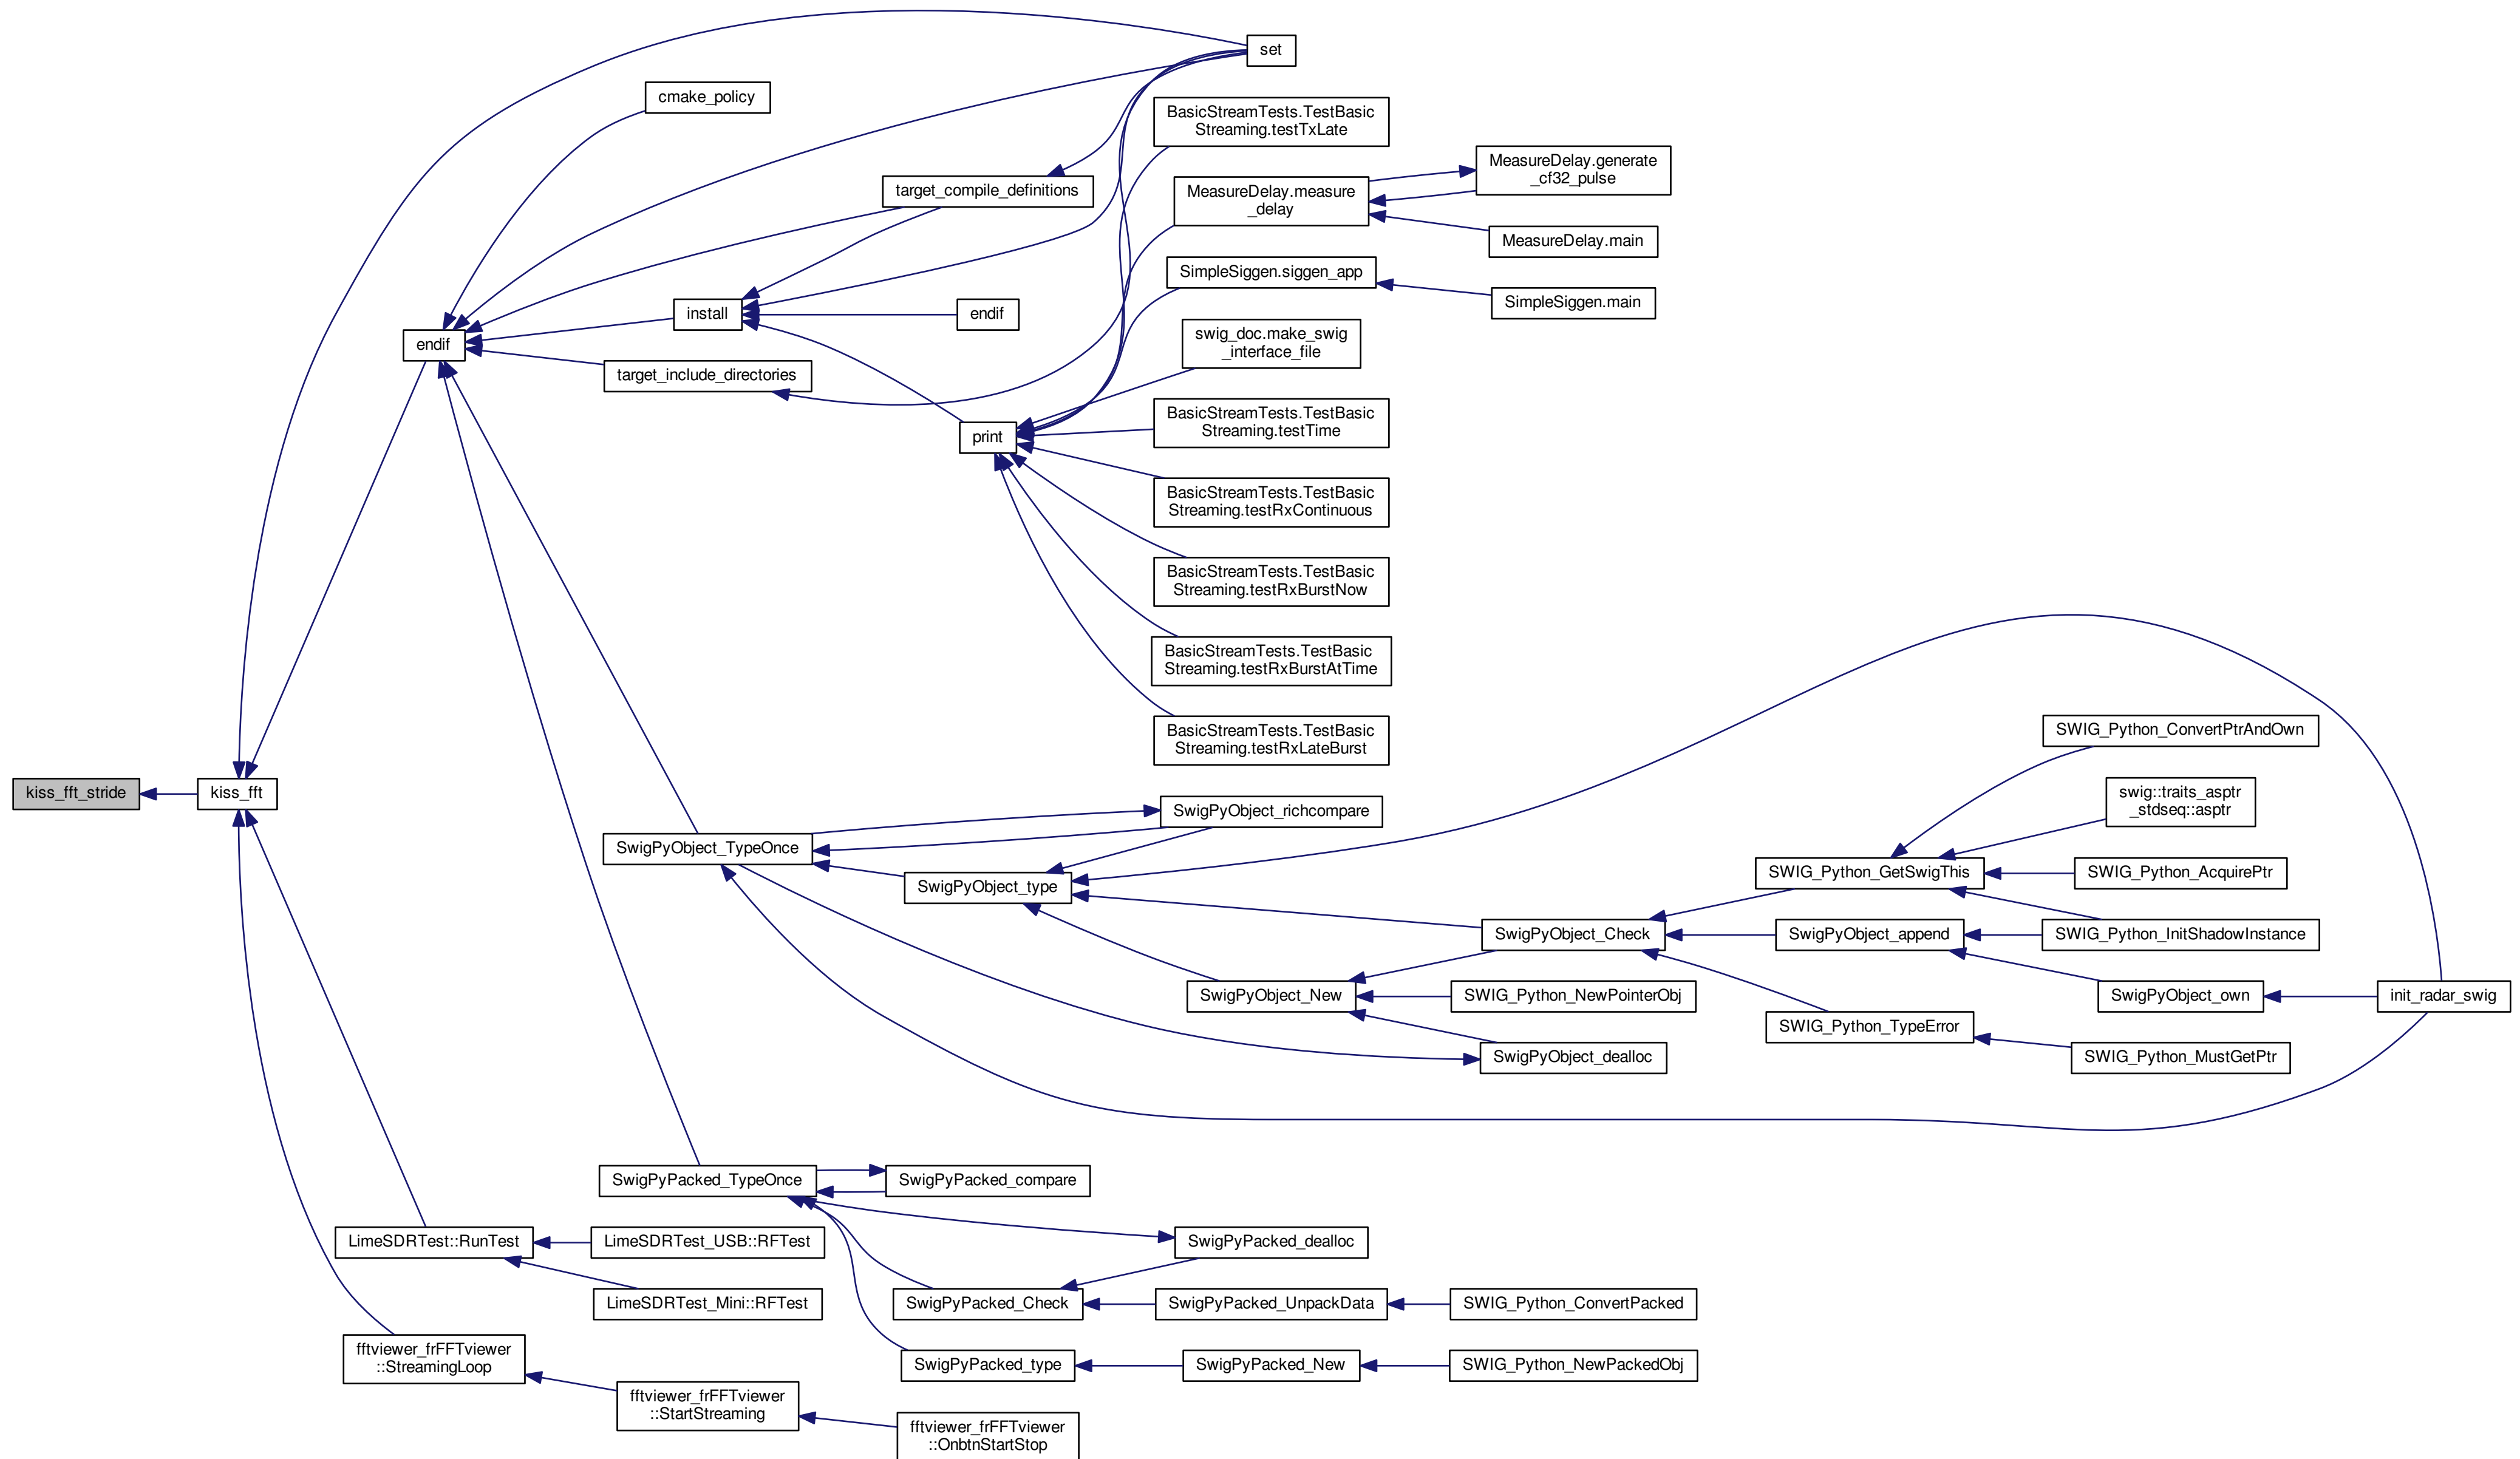 set
cmake_policy
BasicStreamTests.TestBasic
Streaming.testTxLate
MeasureDelay.generate
_cf32_pulse
target_compile_definitions
MeasureDelay.measure
_delay
MeasureDelay.main
SimpleSiggen.siggen_app
SimpleSiggen.main
install
endif
endif
swig_doc.make_swig
_interface_file
target_include_directories
BasicStreamTests.TestBasic
Streaming.testTime
print
BasicStreamTests.TestBasic
Streaming.testRxContinuous
BasicStreamTests.TestBasic
Streaming.testRxBurstNow
BasicStreamTests.TestBasic
Streaming.testRxBurstAtTime
BasicStreamTests.TestBasic
Streaming.testRxLateBurst
SWIG_Python_ConvertPtrAndOwn
kiss_fft_stride
kiss_fft
swig::traits_asptr
_stdseq::asptr
SwigPyObject_richcompare
SwigPyObject_TypeOnce
SWIG_Python_GetSwigThis
SWIG_Python_AcquirePtr
SwigPyObject_type
SwigPyObject_Check
SwigPyObject_append
SWIG_Python_InitShadowInstance
SwigPyObject_New
SWIG_Python_NewPointerObj
SwigPyObject_own
init_radar_swig
SWIG_Python_TypeError
SwigPyObject_dealloc
SWIG_Python_MustGetPtr
SwigPyPacked_TypeOnce
SwigPyPacked_compare
LimeSDRTest::RunTest
LimeSDRTest_USB::RFTest
SwigPyPacked_dealloc
LimeSDRTest_Mini::RFTest
SwigPyPacked_Check
SwigPyPacked_UnpackData
SWIG_Python_ConvertPacked
fftviewer_frFFTviewer
::StreamingLoop
SwigPyPacked_type
SwigPyPacked_New
SWIG_Python_NewPackedObj
fftviewer_frFFTviewer
::StartStreaming
fftviewer_frFFTviewer
::OnbtnStartStop